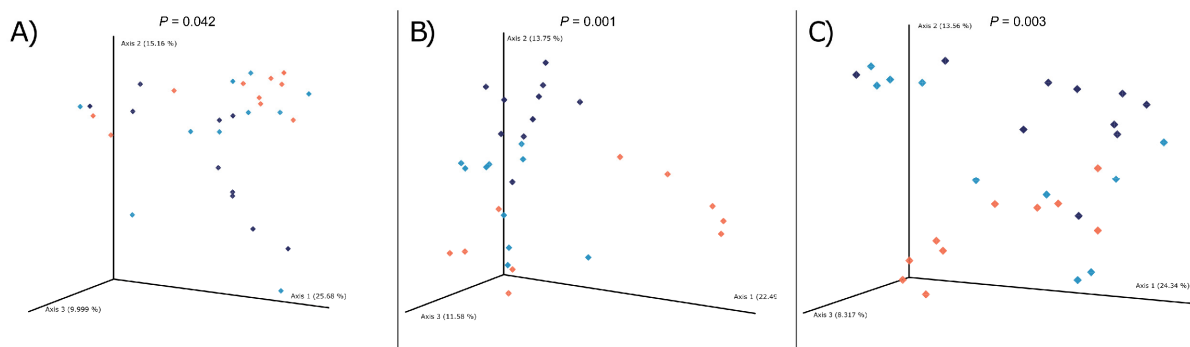 A)
P = 0.042
Axis 2 (15.16 %)
Axis 1 (25.68 %)
Axis 3 (9.999 %)
B)
P = 0.001
Axis 2 (13.75 %)
Axis 1 (22.49
Axis 3 (11.58 %)
C)
P = 0.003
Axis 2 (13.56 %)
Axis 1 (24.34 %)
Axis 3 (8.317 %)